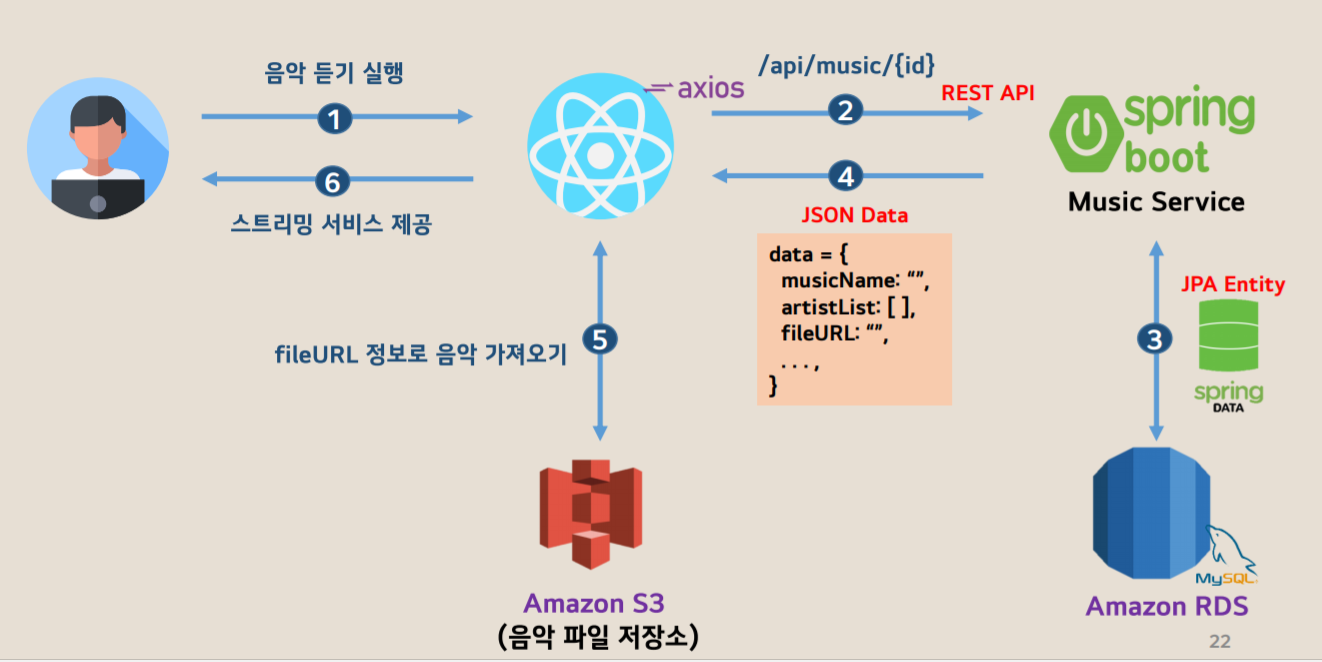 음악 듣기 실행
1
6
스트리밍 서비스 제공
axios
/api/music/{id}
REST API
2
4
JSON Data
data = {
musicName: “”,
artistList: [ ],
fileURL: “”,
. . . ,
}
spring
boot
Music Service
JPA Entity
3
spring
DATA
5
fileURL 정보로 음악 가져오기
Amazon S3
(음악 파일 저장소)
MySQL
Amazon RDS
22